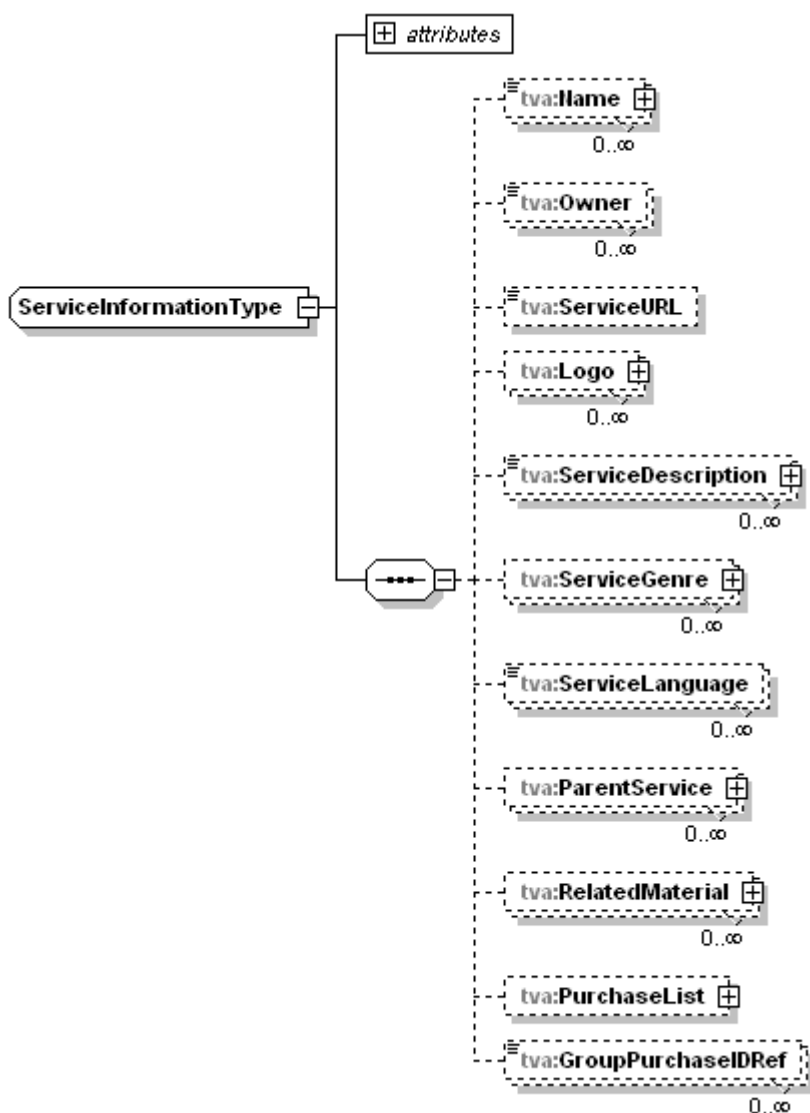 attributes
tva:Name
0..∞
tva:Owner
0..∞
ServiceInformationType
tva:ServiceURL
tva:Logo
0..∞
tva:ServiceDescription
0..∞
tva:ServiceGenre
0..∞
tva:ServiceLanguage
0..∞
tva:ParentService
0..∞
tva:RelatedMaterial
0..∞
tva:PurchaseList
tva:GroupPurchaseIDRef
0..∞